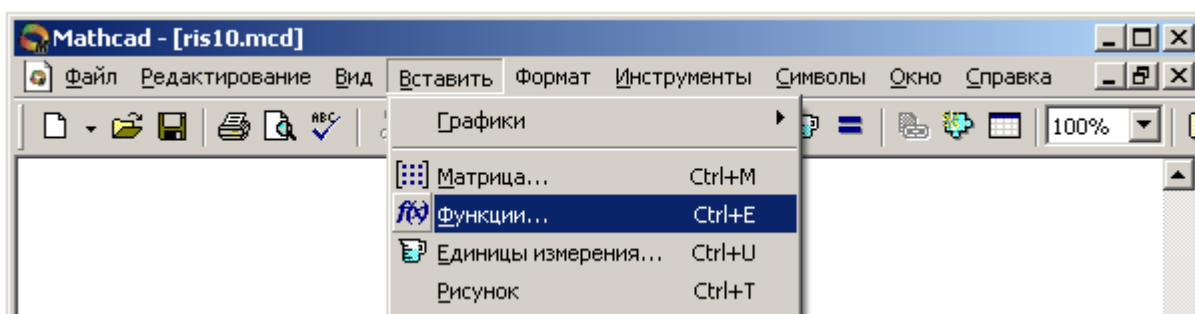 Mathcad - [ris10.mcd]
Файл Редактирование Вид Вставить Формат Инструменты Символы Окно Справка
ABC 100%
Графики
Матрица... Ctrl+M
f(x) Функции... Ctrl+E
Единицы измерения... Ctrl+U
Рисунок Ctrl+T